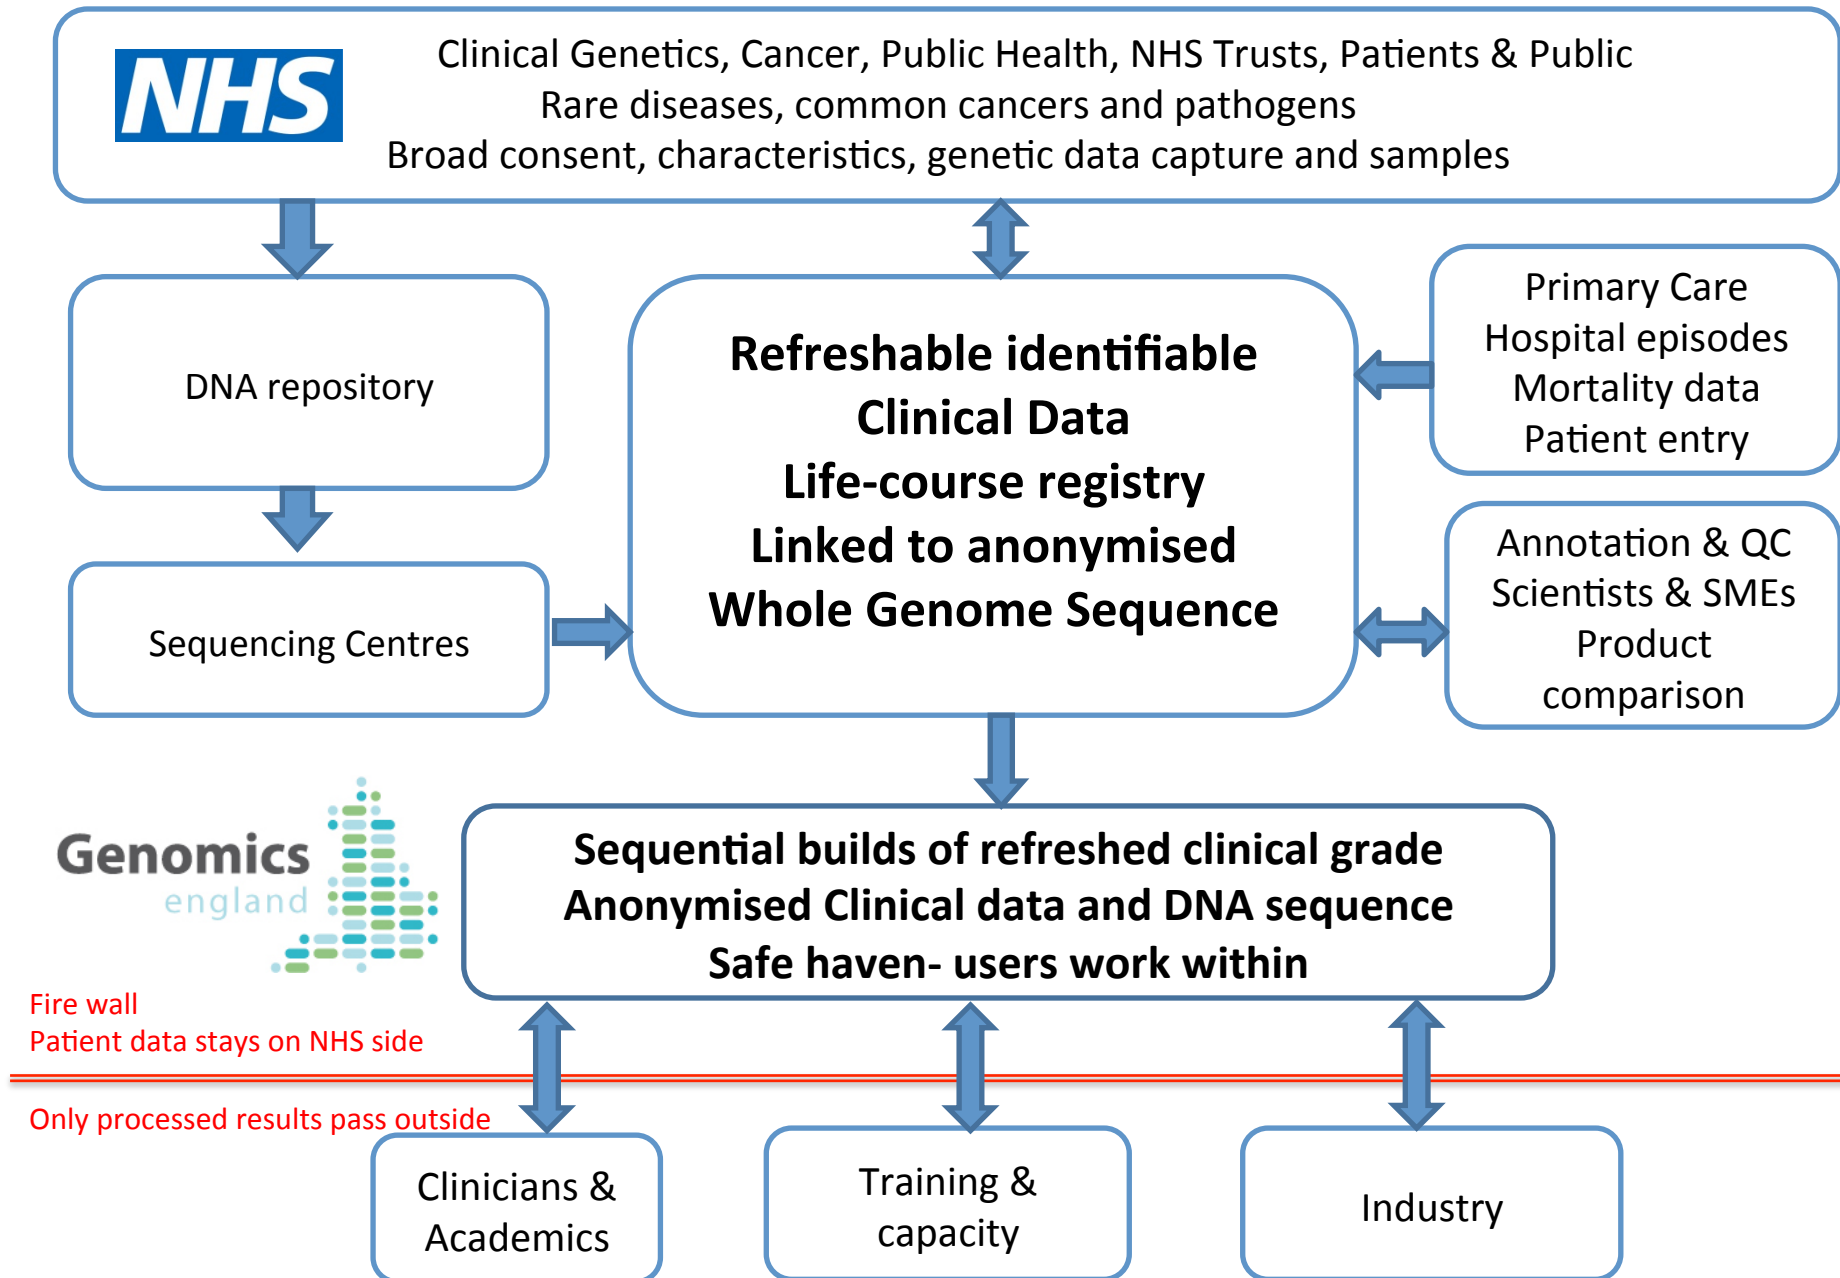 NHS
Clinical Genetics, Cancer, Public Health, NHS Trusts, Patients & Public
Rare diseases, common cancers and pathogens
Broad consent, characteristics, genetic data capture and samples
DNA repository
Sequencing Centres
Refreshable identifiable
Clinical Data
Life-course registry
Linked to anonymised
Whole Genome Sequence
Primary Care
Hospital episodes
Mortality data
Patient entry
Annotation & QC
Scientists & SMEs
Product
comparison
Genomics
england
Sequential builds of refreshed clinical grade
Anonymised Clinical data and DNA sequence
Safe haven- users work within
Fire wall
Patient data stays on NHS side
Only processed results pass outside
Clinicians &
Academics
Training &
capacity
Industry